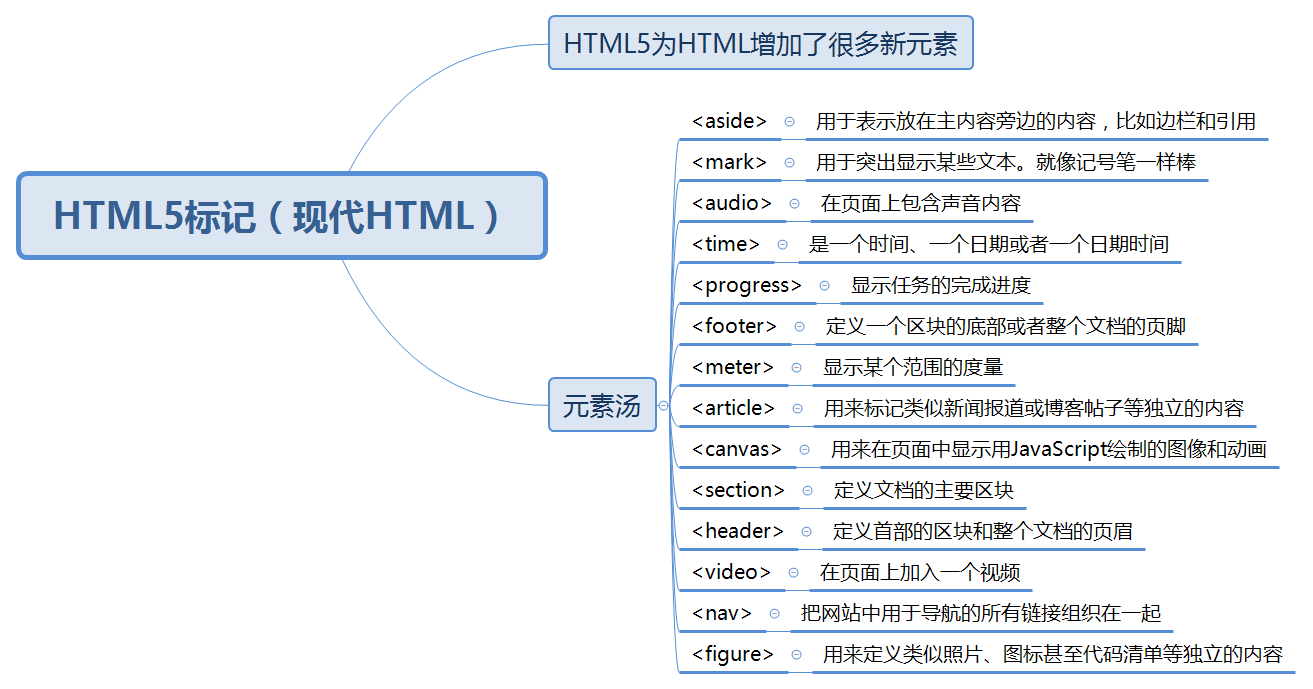 HTML5为HTML增加了很多新元素
HTML5标记（现代HTML）
元素汤
<aside> 用于表示放在主内容旁边的内容，比如边栏和引用
<mark> 用于突出显示某些文本。就像记号笔一样棒
<audio> 在页面上包含声音内容
<time> 是一个时间、一个日期或者一个日期时间
<progress> 显示任务的完成进度
<footer> 定义一个区块的底部或者整个文档的页脚
<meter> 显示某个范围的度量
<article> 用来标记类似新闻报道或博客帖子等独立的内容
<canvas> 用来在页面中显示用JavaScript绘制的图像和动画
<section> 定义文档的主要区块
<header> 定义首部的区块和整个文档的页眉
<video> 在页面上加入一个视频
<nav> 把网站中用于导航的所有链接组织在一起
<figure> 用来定义类似照片、图标甚至代码清单等独立的内容